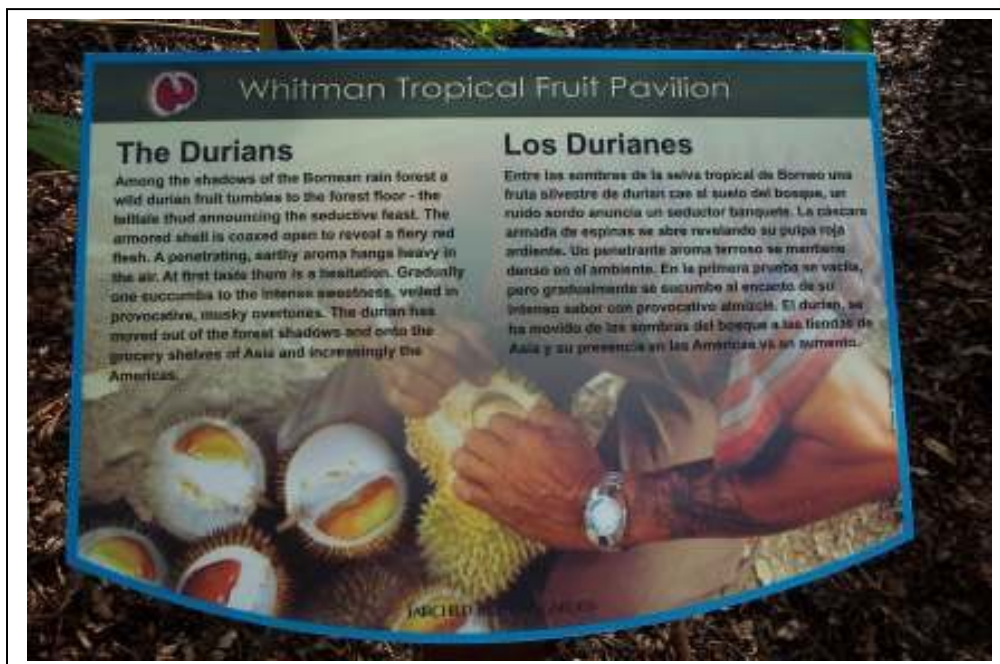 Whitman Tropical Fruit Pavilion
The Durians
Among the shadows of the Bornean rain forest a
wild durian fruit tumbles to the forest floor - the
telltale thud announcing the seductive feast. The
armored shell is coaxed open to reveal a fiery red
flesh. A penetrating, earthy aroma hangs heavy in
the air. At first taste there is a hesitation. Gradually
one succumbs to the intense sweetness, veiled in
provocative, musky overtones. The durian has
moved out of the forest shadows and onto the
grocery shelves of Asia and increasingly the
Americas.
Los Durianes
Entre las sombras de la selva tropical de Borneo una
fruta silvestre de durian cae al suelo del bosque, un
ruido sordo anuncia un seductor banquete. La cáscara
armada de espinas se abre revelando su pulpa roja
ardiente. Un penetrante aroma terroso se mantiene
denso en el ambiente. En la primera prueba se vacila,
pero gradualmente se sucumbe al encanto de su
intenso sabor con provocativo almizcle. El durian, se
ha movido de las sombras del bosque a las tiendas de
Asia y su presencia en las Américas va en aumento.